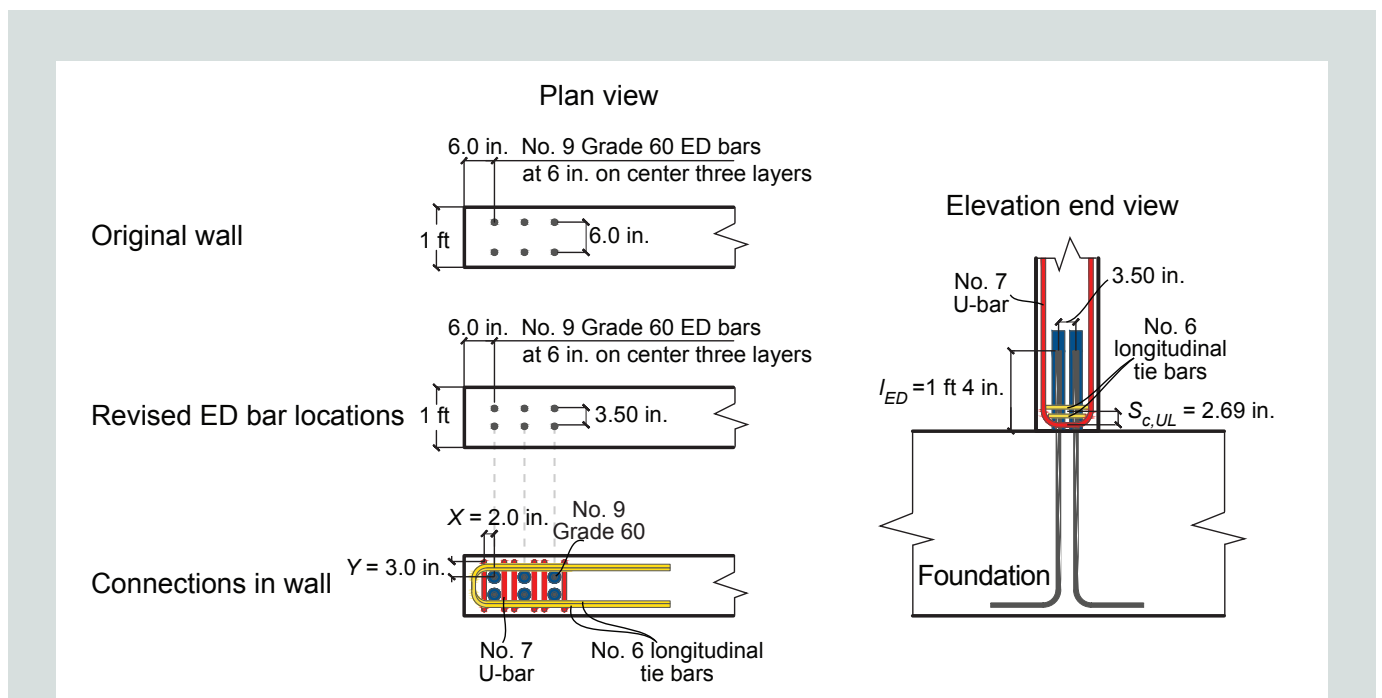 Plan view
6.0 in. No. 9 Grade 60 ED bars
at 6 in. on center three layers
Original wall
1 ft
6.0 in.
6.0 in. No. 9 Grade 60 ED bars
at 6 in. on center three layers
Revised ED bar locations
1 ft
3.50 in.
X = 2.0 in.
No. 9
Grade 60
Y = 3.0 in.
Connections in wall
No. 7
U-bar
No. 6 longitudinal
tie bars
Elevation end view
No. 7
U-bar
3.50 in.
No. 6
longitudinal
tie bars
l_ED =1 ft 4 in.
S_c,UL = 2.69 in.
Foundation